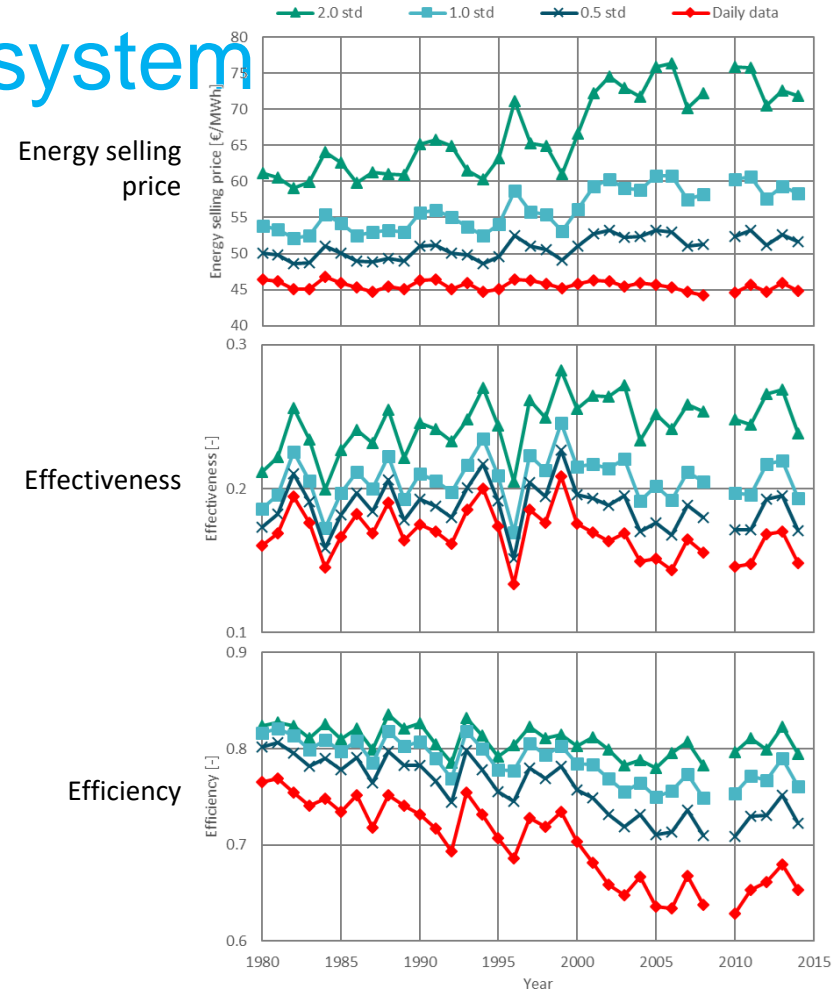 system
2.0 std
1.0 std
0.5 std
Daily data
Energy selling
price
Energy selling price [€/MWh]
80
75
70
65
60
55
50
45
40
Effectiveness
Effectiveness [-]
0.3
0.2
0.1
Efficiency
Efficiency [-]
0.9
0.8
0.7
0.6
1980
1985
1990
1995
2000
2005
2010
2015
Year